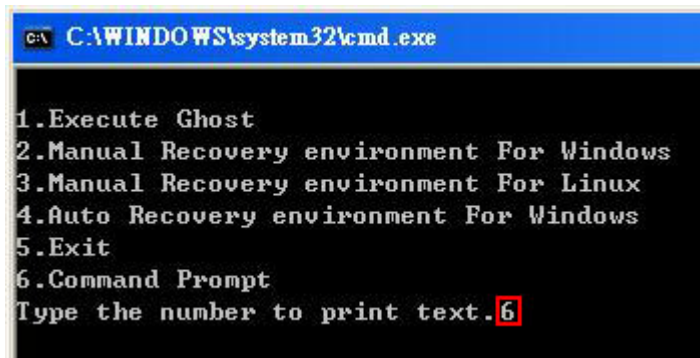 C:\WINDOWS\system32\cmd.exe
1.Execute Ghost
2.Manual Recovery environment For Windows
3.Manual Recovery environment For Linux
4.Auto Recovery environment For Windows
5.Exit
6.Command Prompt
Type the number to print text.6